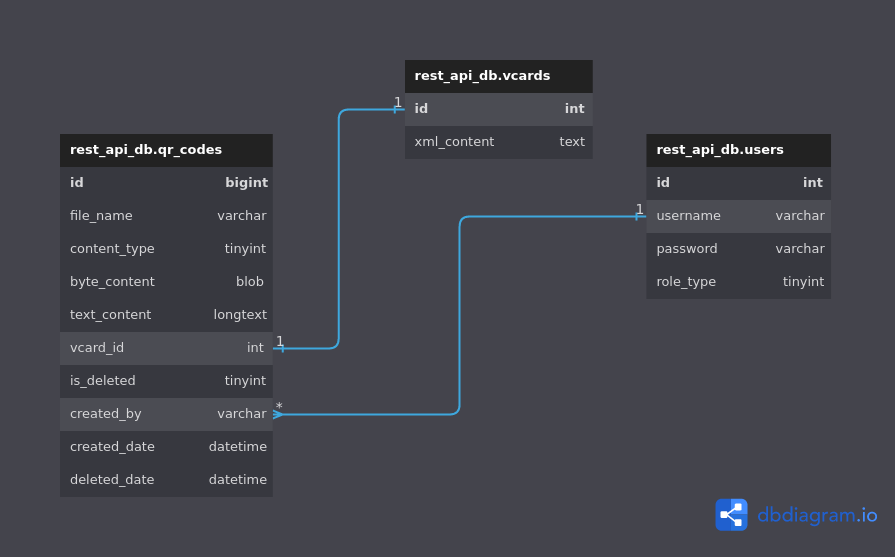 rest_api_db.vcards
1
id int
xml_content text
rest_api_db.qr_codes
id bigint
file_name varchar
content_type tinyint
byte_content blob
text_content longtext
vcard_id int
1
is_deleted tinyint
created_by varchar
*
created_date datetime
deleted_date datetime
rest_api_db.users
id int
1
username varchar
password varchar
role_type tinyint
dbdiagram.io